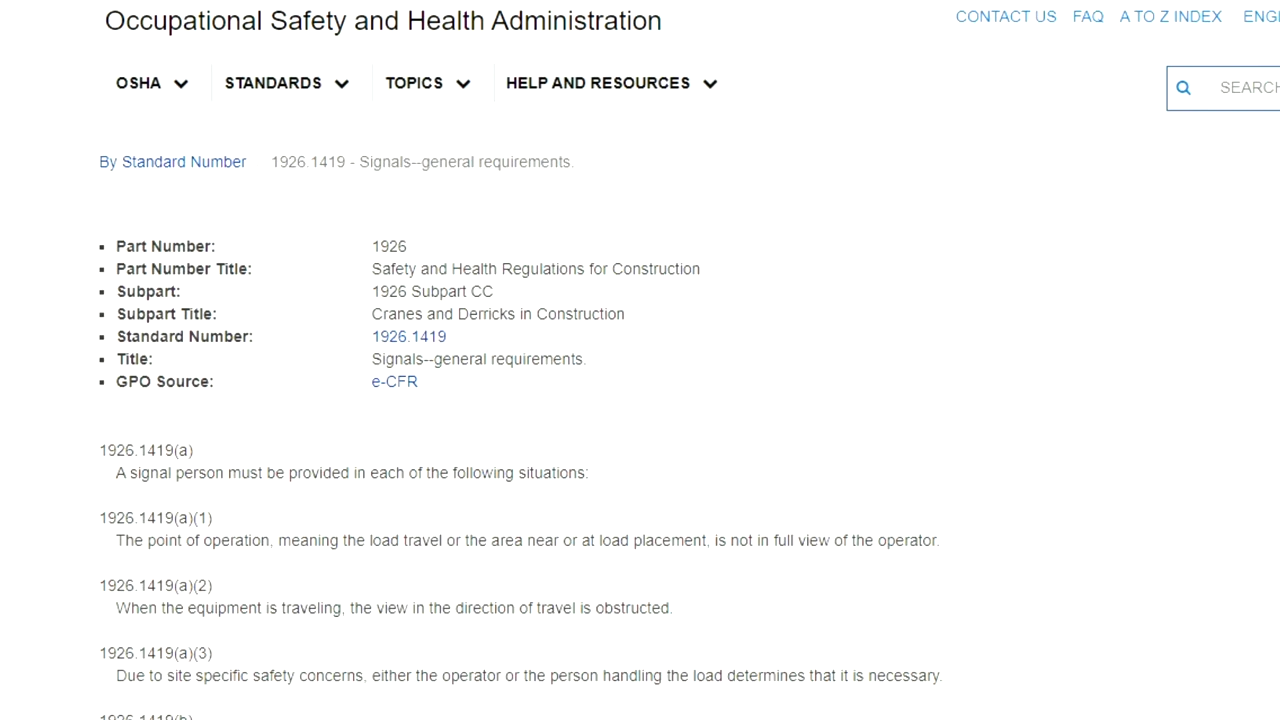 Occupational Safety and Health Administration
CONTACT US FAQ A TO Z INDEX
OSHA STANDARDS TOPICS HELP AND RESOURCES
SEARCH
By Standard Number 1926.1419 - Signals--general requirements.
Part Number: 1926
Part Number Title: Safety and Health Regulations for Construction
Subpart: 1926 Subpart CC
Subpart Title: Cranes and Derricks in Construction
Standard Number: 1926.1419
Title: Signals--general requirements.
GPO Source: e-CFR
1926.1419(a)
A signal person must be provided in each of the following situations:
1926.1419(a)(1)
The point of operation, meaning the load travel or the area near or at load placement, is not in full view of the operator.
1926.1419(a)(2)
When the equipment is traveling, the view in the direction of travel is obstructed.
1926.1419(a)(3)
Due to site specific safety concerns, either the operator or the person handling the load determines that it is necessary.